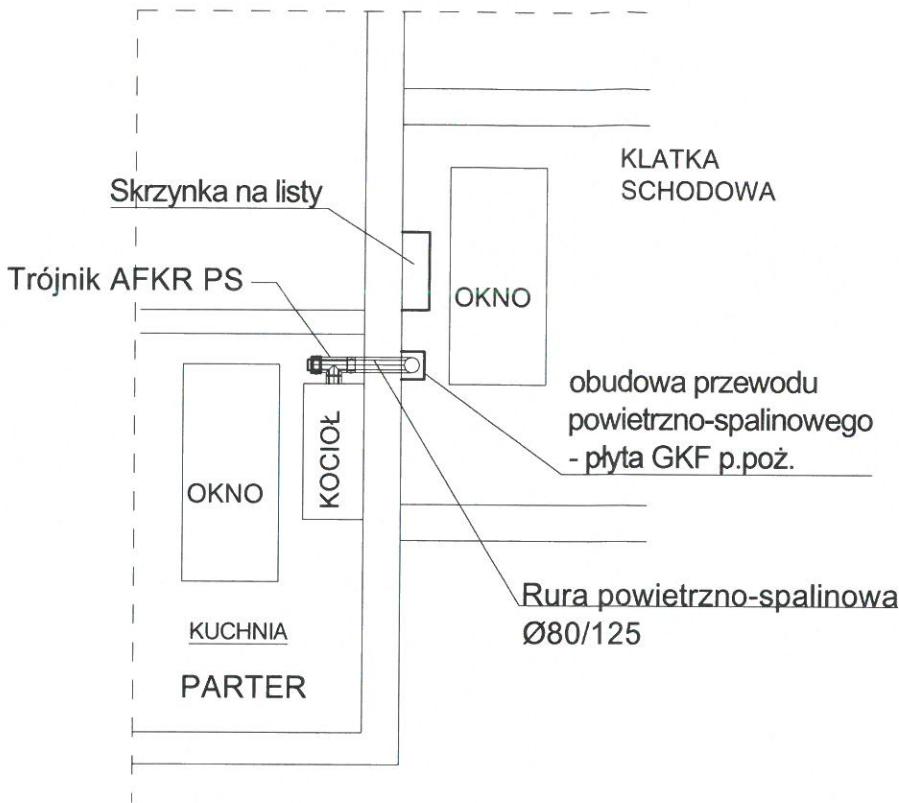 KLATKA
SCHODOWA
Skrzynka na listy
Trójnik AFKR PS
OKNO
obudowa przewodu
powietrzno-spalinowego
- płyta GKF p.poż.
KOCIOŁ
OKNO
Rura powietrzno-spalinowa
Ø80/125
KUCHNIA
PARTER